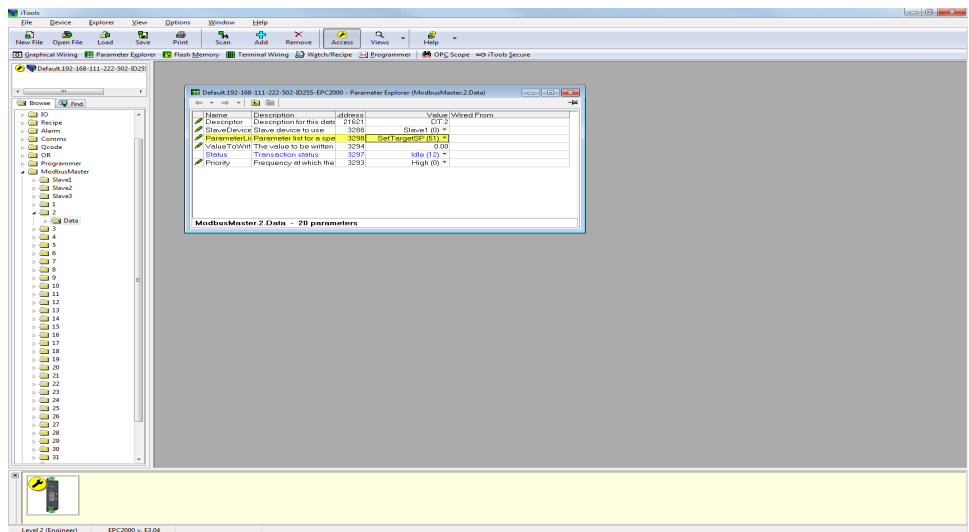 iTools
File Device Explorer View Options Window Help
New File Open File Load Save Print Scan Add Remove Access Views Help
Graphical Wiring Parameter Explorer Flash Memory Terminal Wiring Watch/Recipe Programmer OPC Scope iTools Secure
Default.192-168-111-222-502-ID255
Browse Find
IO
Recipe
Alarm
Comms
Qcode
OR
Programmer
ModbusMaster
Slave1
Slave2
Slave3
1
2
Data
3
4
5
6
7
8
9
10
11
12
13
14
15
16
17
18
19
20
21
22
23
24
25
26
27
28
29
30
31
Default.192-168-111-222-502-ID255-EPC2000 - Parameter Explorer (ModbusMaster.2.Data)
Name Description Address Value Wired From
Descriptor Description for this date 21621 DT.2
SlaveDevice Slave device to use 3288 Slave1 (0)
ParameterLi Parameter list for a spe 3298 SetTargetSP (51)
ValueToWrit The value to be written 3294 0.00
Status Transaction status 3297 Idle (12)
Priority Frequency at which the 3293 High (0)
ModbusMaster.2.Data - 20 parameters
Level 2 (Engineer) EPC2000 v. E3.04